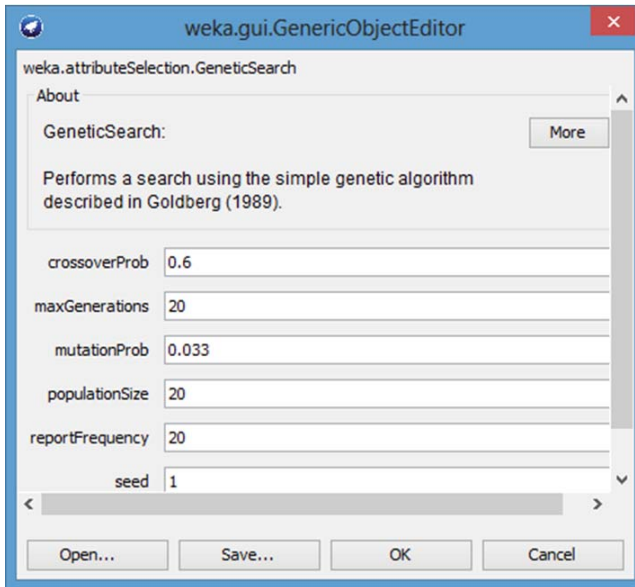 weka.gui.GenericObjectEditor
x
weka.attributeSelection.GeneticSearch
About
GeneticSearch:
More
Performs a search using the simple genetic algorithm
described in Goldberg (1989).
crossoverProb 0.6
maxGenerations 20
mutationProb 0.033
populationSize 20
reportFrequency 20
seed 1
Open... Save... OK Cancel